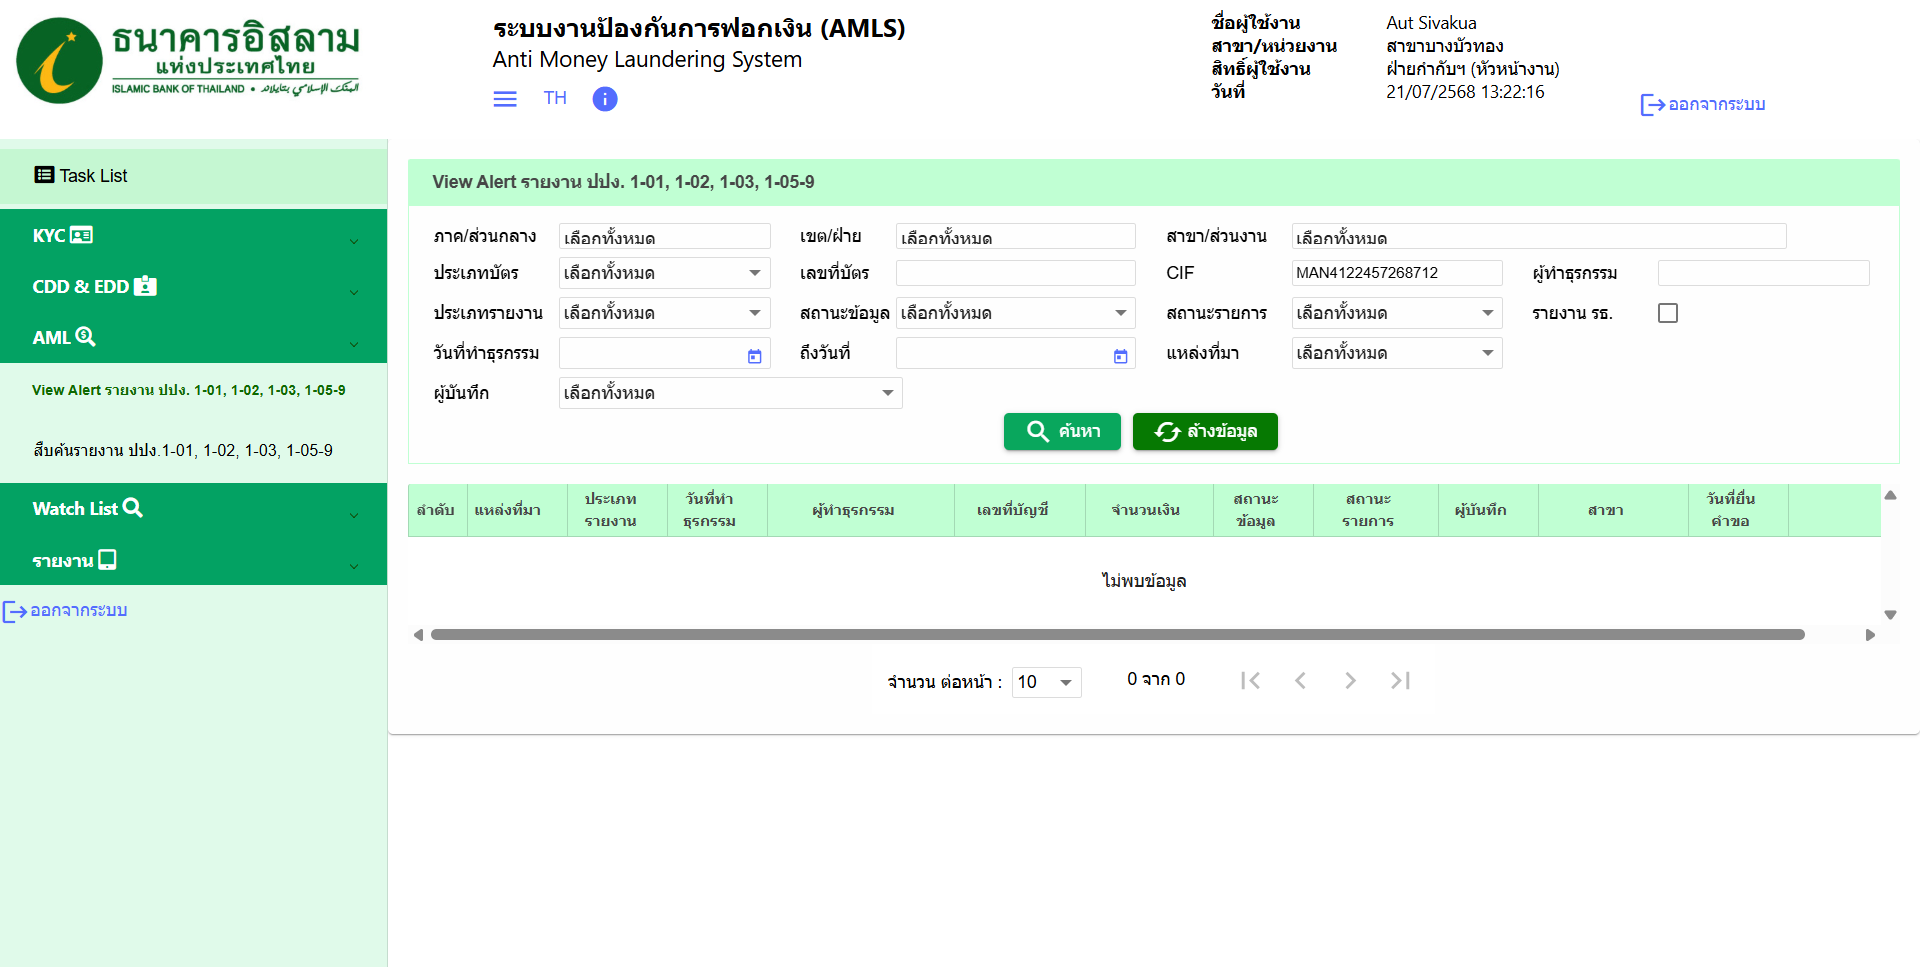 ธนาคารอิสลาม
แห่งประเทศไทย
ISLAMIC BANK OF THAILAND
ระบบงานป้องกันการฟอกเงิน (AMLS)
Anti Money Laundering System
TH
ชื่อผู้ใช้งาน Aut Sivakua
สาขา/หน่วยงาน สาขาบางบัวทอง
สิทธิ์ผู้ใช้งาน ฝ่ายกำกับฯ (หัวหน้างาน)
วันที่ 21/07/2568 13:22:16
ออกจากระบบ
Task List
KYC
CDD & EDD
AML
View Alert รายงาน ปปง. 1-01, 1-02, 1-03, 1-05-9
สืบค้นรายงาน ปปง.1-01, 1-02, 1-03, 1-05-9
Watch List
รายงาน
ออกจากระบบ
View Alert รายงาน ปปง. 1-01, 1-02, 1-03, 1-05-9
ภาค/ส่วนกลาง เลือกทั้งหมด เขต/ฝ่าย เลือกทั้งหมด สาขา/ส่วนงาน เลือกทั้งหมด
ประเภทบัตร เลือกทั้งหมด เลขที่บัตร CIF MAN4122457268712 ผู้ทำธุรกรรม
ประเภทรายงาน เลือกทั้งหมด สถานะข้อมูล เลือกทั้งหมด สถานะรายการ เลือกทั้งหมด รายงาน รธ.
วันที่ทำธุรกรรม ถึงวันที่ แหล่งที่มา เลือกทั้งหมด
ผู้บันทึก เลือกทั้งหมด
ค้นหา ล้างข้อมูล
ลำดับ แหล่งที่มา ประเภทรายงาน วันที่ทำธุรกรรม ผู้ทำธุรกรรม เลขที่บัญชี จำนวนเงิน สถานะข้อมูล สถานะรายการ ผู้บันทึก สาขา วันที่ยื่นคำขอ
ไม่พบข้อมูล
จำนวน ต่อหน้า : 10 0 จาก 0